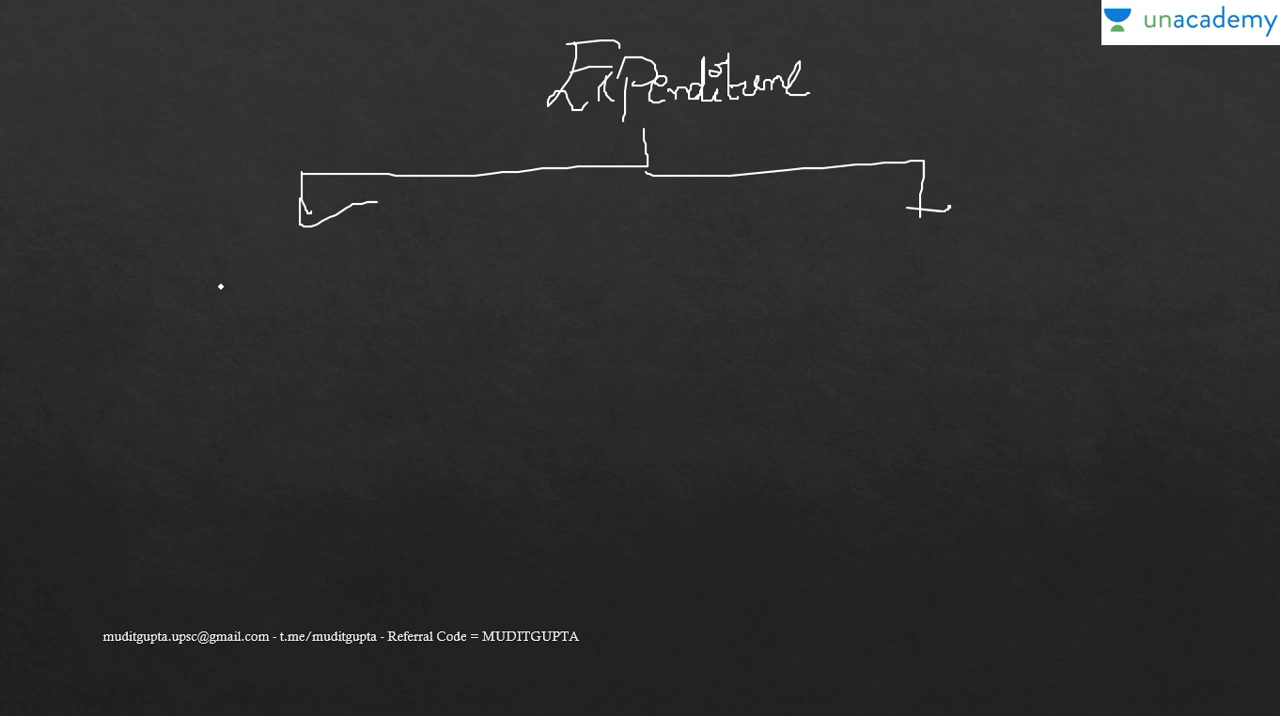 unacademy
Expenditure
muditgupta.upsc@gmail.com - t.me/muditgupta - Referral Code = MUDITGUPTA